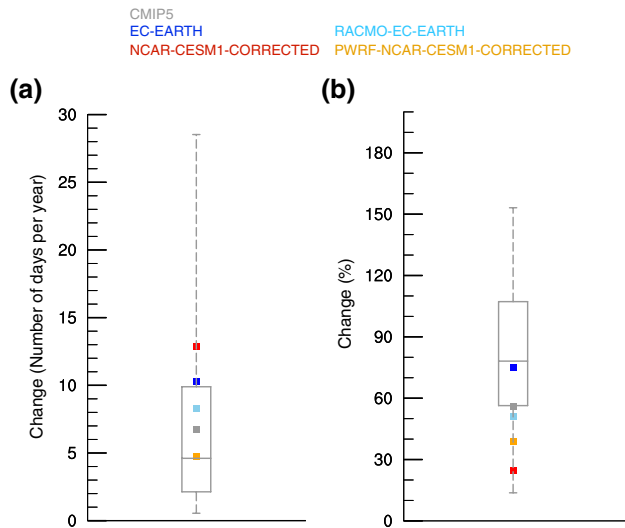 CMIP5
EC-EARTH RACMO-EC-EARTH
NCAR-CESM1-CORRECTED PWRF-NCAR-CESM1-CORRECTED
(a) (b)
Change (Number of days per year)
30
25
20
15
10
5
0
Change (%)
180
150
120
90
60
30
0